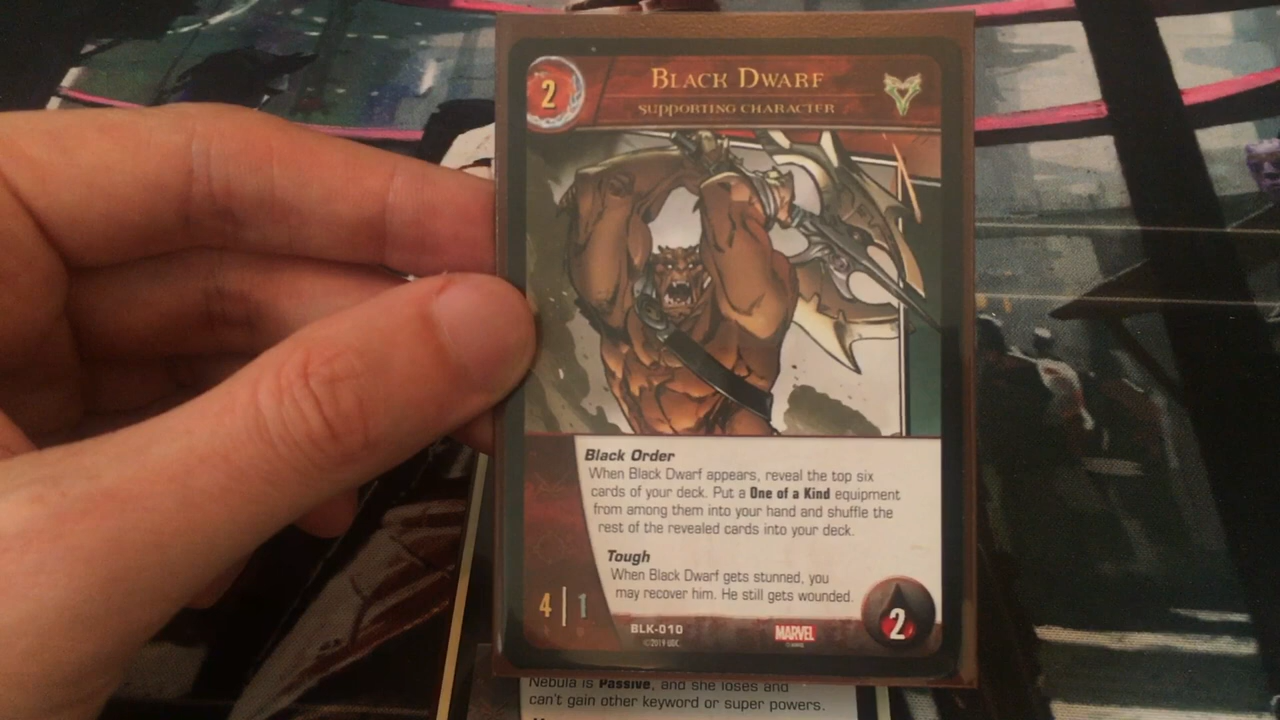 2
BLACK DWARF
SUPPORTING CHARACTER
Black Order
When Black Dwarf appears, reveal the top six
cards of your deck. Put a One of a Kind equipment
from among them into your hand and shuffle the
rest of the revealed cards into your deck.
Tough
When Black Dwarf gets stunned, you
may recover him. He still gets wounded.
4 | 1
BLK-010
MARVEL
2
©2019 UDC
Nebula is Passive, and she loses and
can't gain other keyword or super powers.